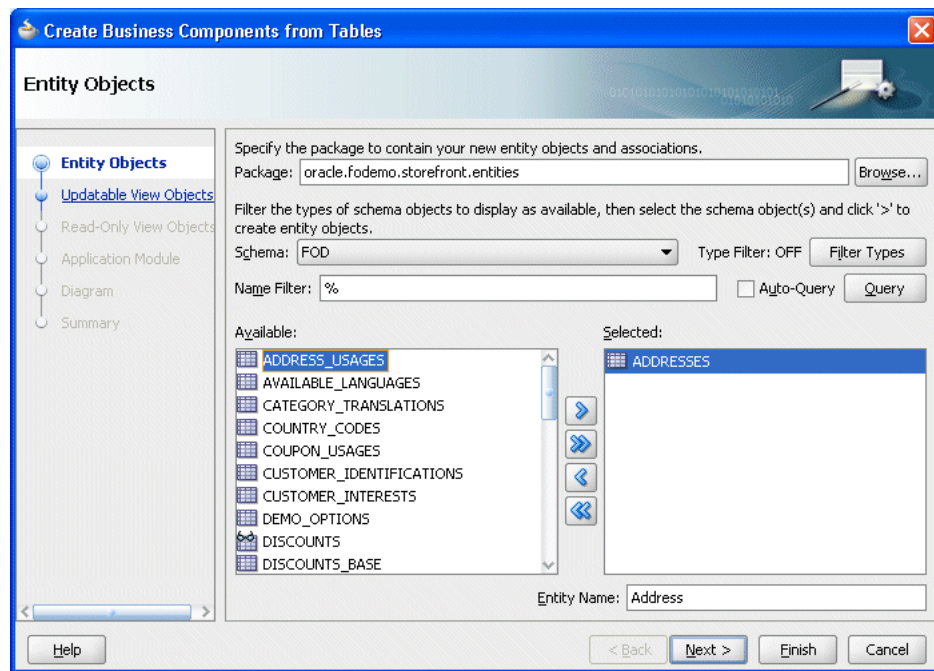 Create Business Components from Tables
Entity Objects
Entity Objects
Updatable View Objects
Read-Only View Objects
Application Module
Diagram
Summary
Specify the package to contain your new entity objects and associations.
Package: oracle.fodemo.storefront.entities Browse...
Filter the types of schema objects to display as available, then select the schema object(s) and click '>' to
create entity objects.
Schema: FOD Type Filter: OFF Filter Types
Name Filter: % Auto-Query Query
Available:
ADDRESS_USAGES
AVAILABLE_LANGUAGES
CATEGORY_TRANSLATIONS
COUNTRY_CODES
COUPON_USAGES
CUSTOMER_IDENTIFICATIONS
CUSTOMER_INTERESTS
DEMO_OPTIONS
DISCOUNTS
DISCOUNTS_BASE
Selected:
ADDRESSES
Entity Name: Address
Help < Back Next > Finish Cancel